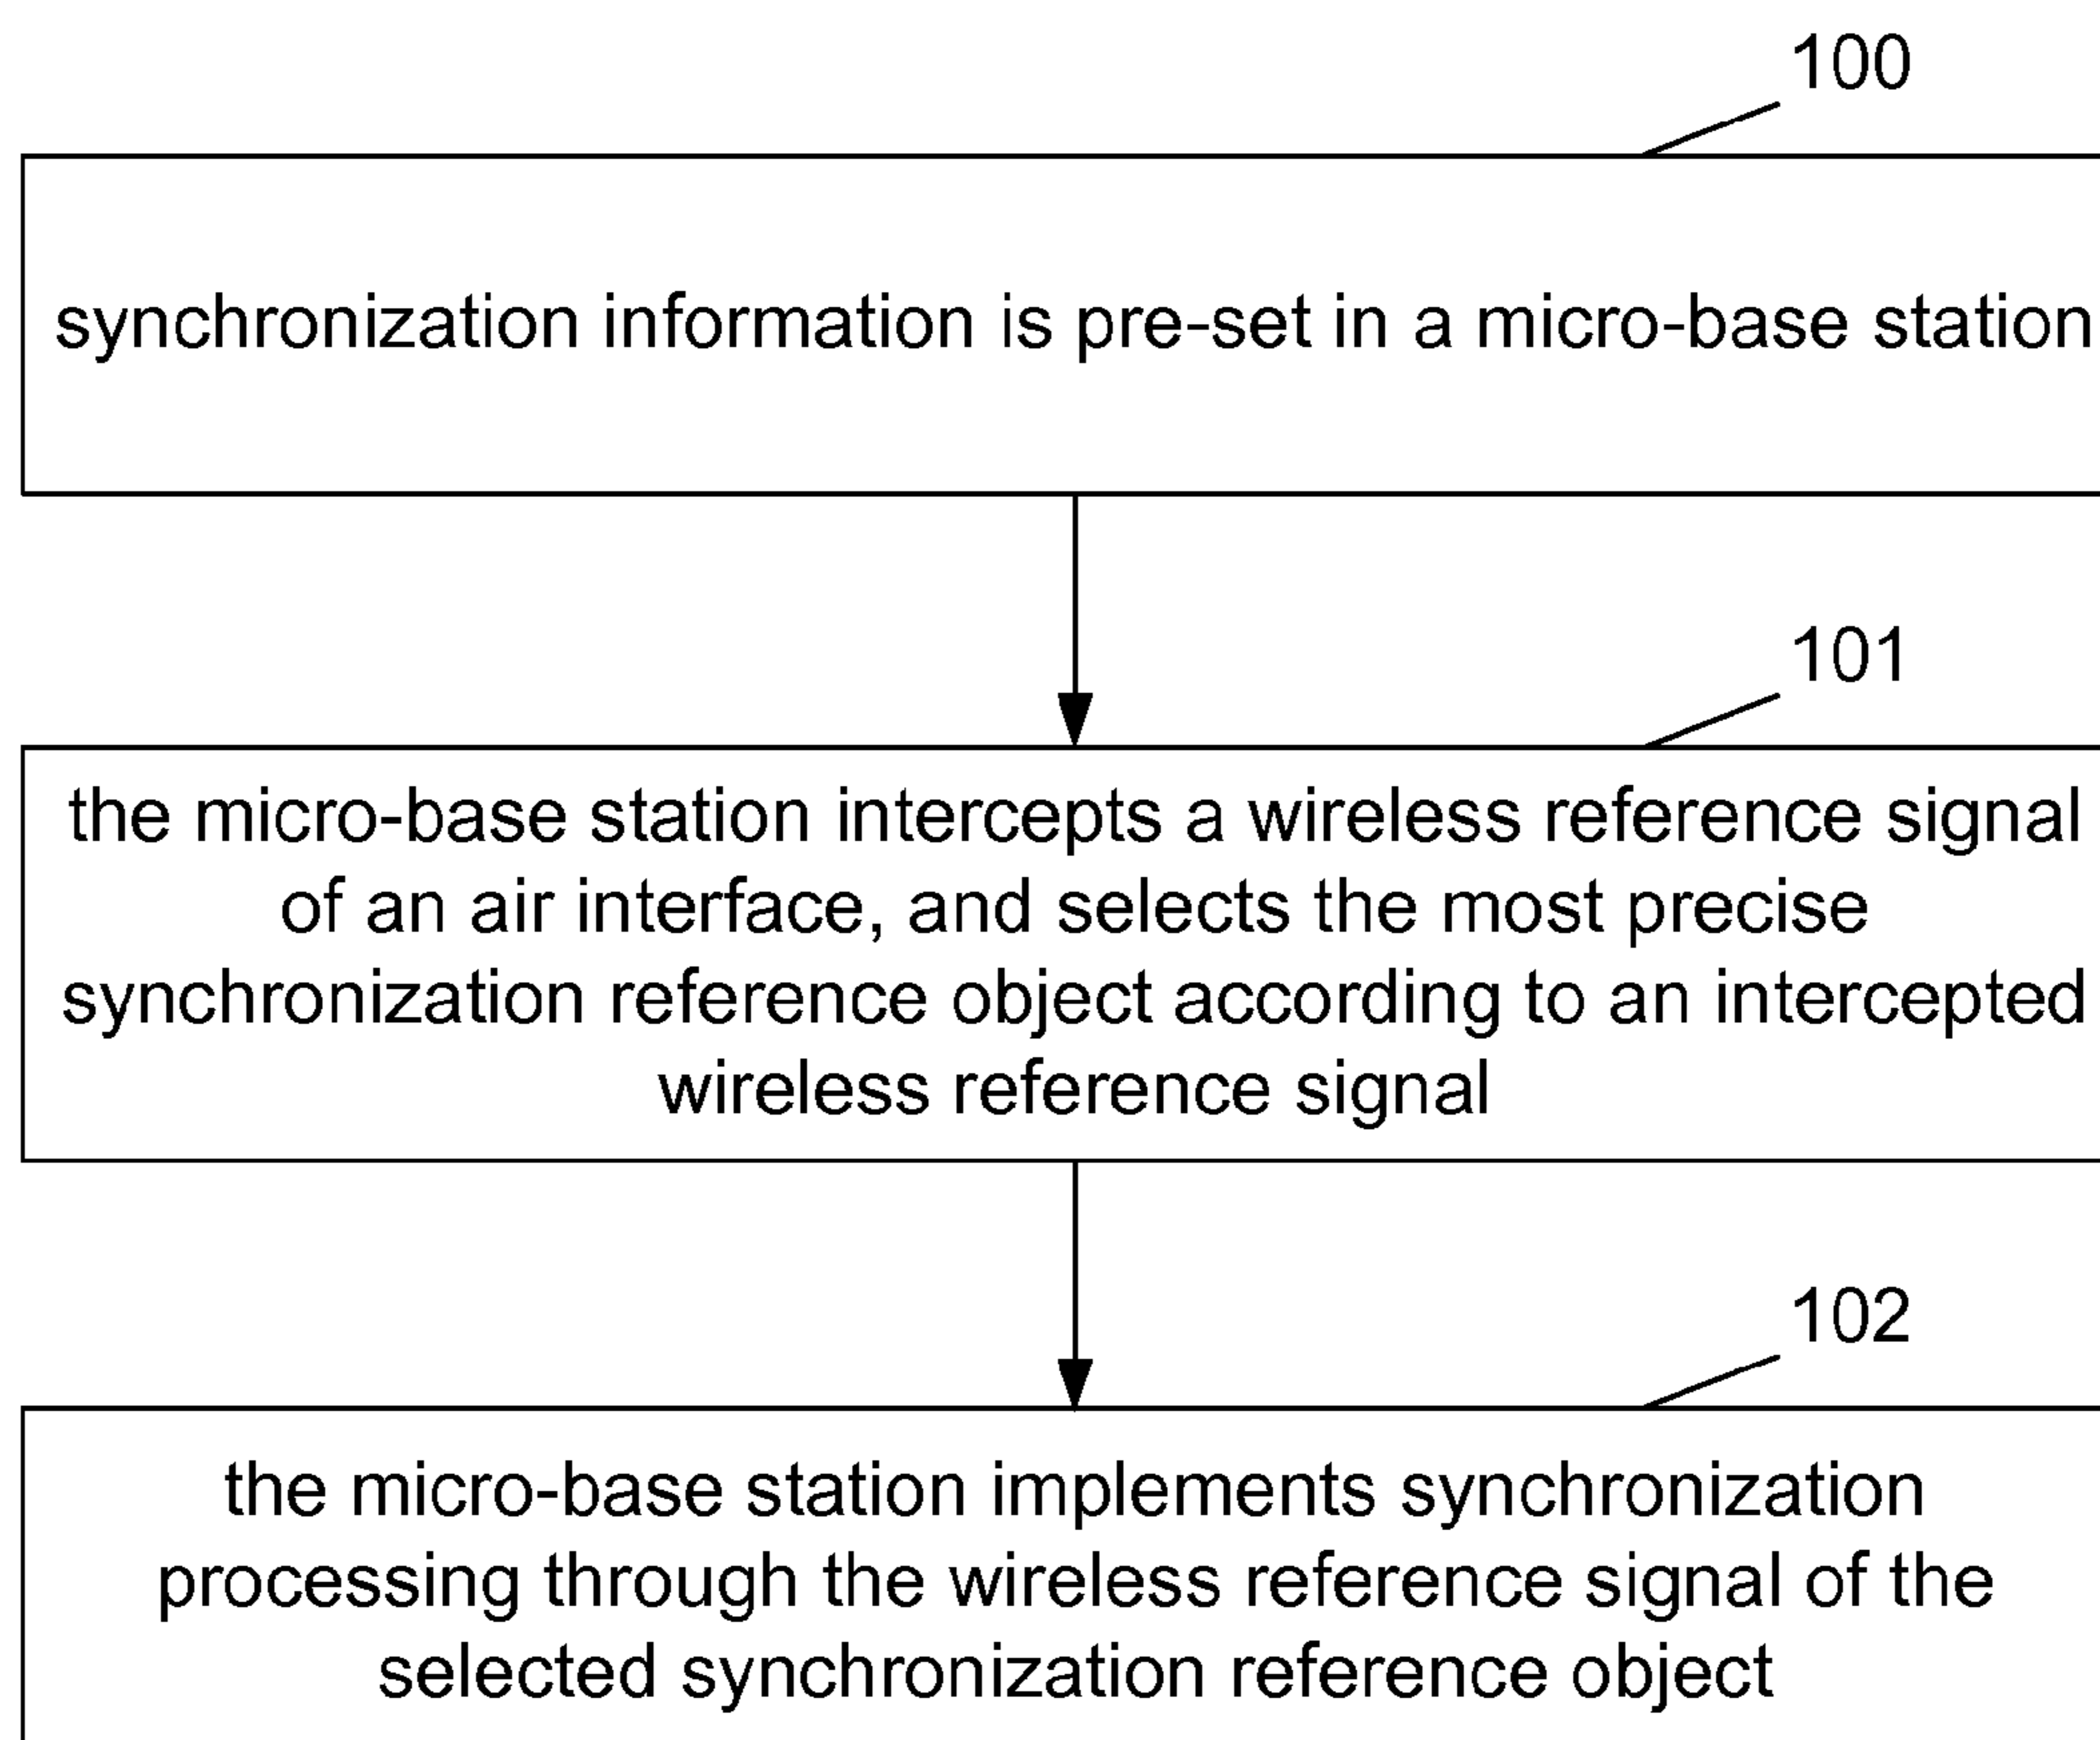 100
synchronization information is pre-set in a micro-base station
101
the micro-base station intercepts a wireless reference signal
of an air interface, and selects the most precise
synchronization reference object according to an intercepted
wireless reference signal
102
the micro-base station implements synchronization
processing through the wireless reference signal of the
selected synchronization reference object